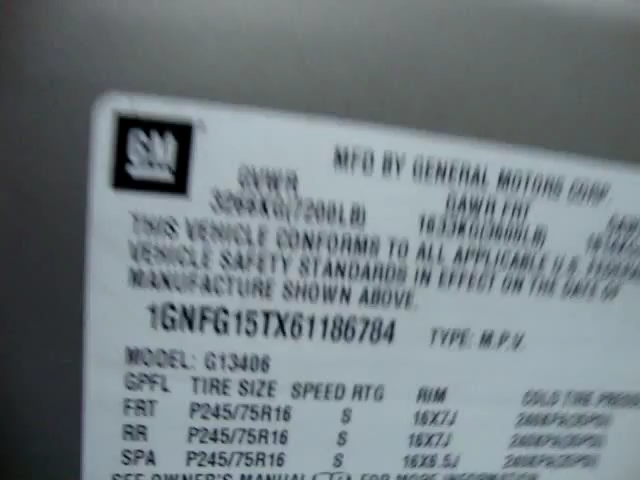 GM MFD BY GENERAL MOTORS CORP
GVWR GAWR FRT
3266KG(7200LB) 1633KG(3600LB)
THIS VEHICLE CONFORMS TO ALL APPLICABLE U.S.
VEHICLE SAFETY STANDARDS IN EFFECT ON THE DATE OF
MANUFACTURE SHOWN ABOVE.
1GNFG15TX61186784 TYPE: M.P.V.
MODEL: G13406
GPFL TIRE SIZE SPEED RTG RIM COLD TIRE
FRT P245/75R16 S 16X7J
RR P245/75R16 S 16X7J
SPA P245/75R16 S 16X6.5J
SEE OWNER'S MANUAL FOR MORE INFORMATION